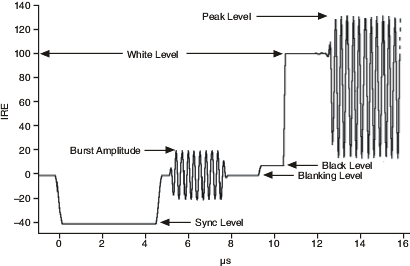 140
Peak Level
120
100
White Level
80
IRE
60
40
Burst Amplitude
20
Black Level
0
Blanking Level
−20
−40
Sync Level
0 2 4 6 8 10 12 14 16
µs